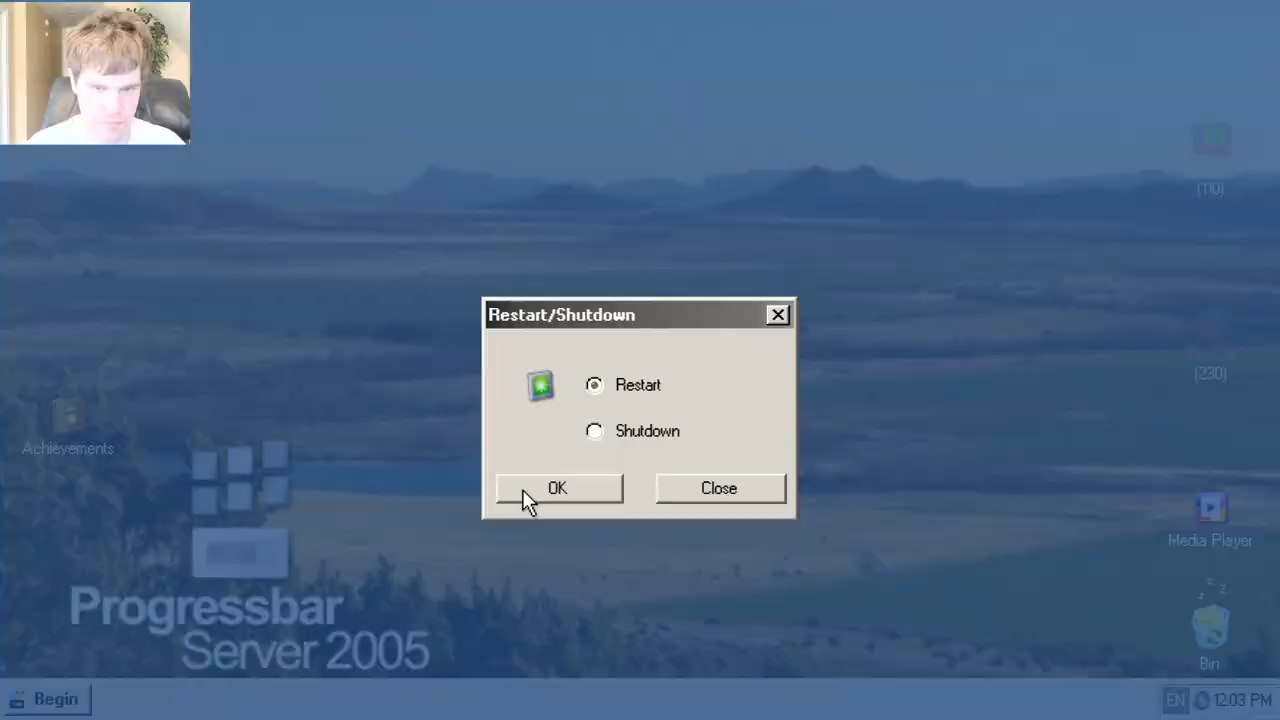 (110)
Restart/Shutdown
Restart
(230)
Shutdown
Achievements
OK
Close
Media Player
Progressbar
Server 2005
z z
Bin
Begin
EN
12:03 PM